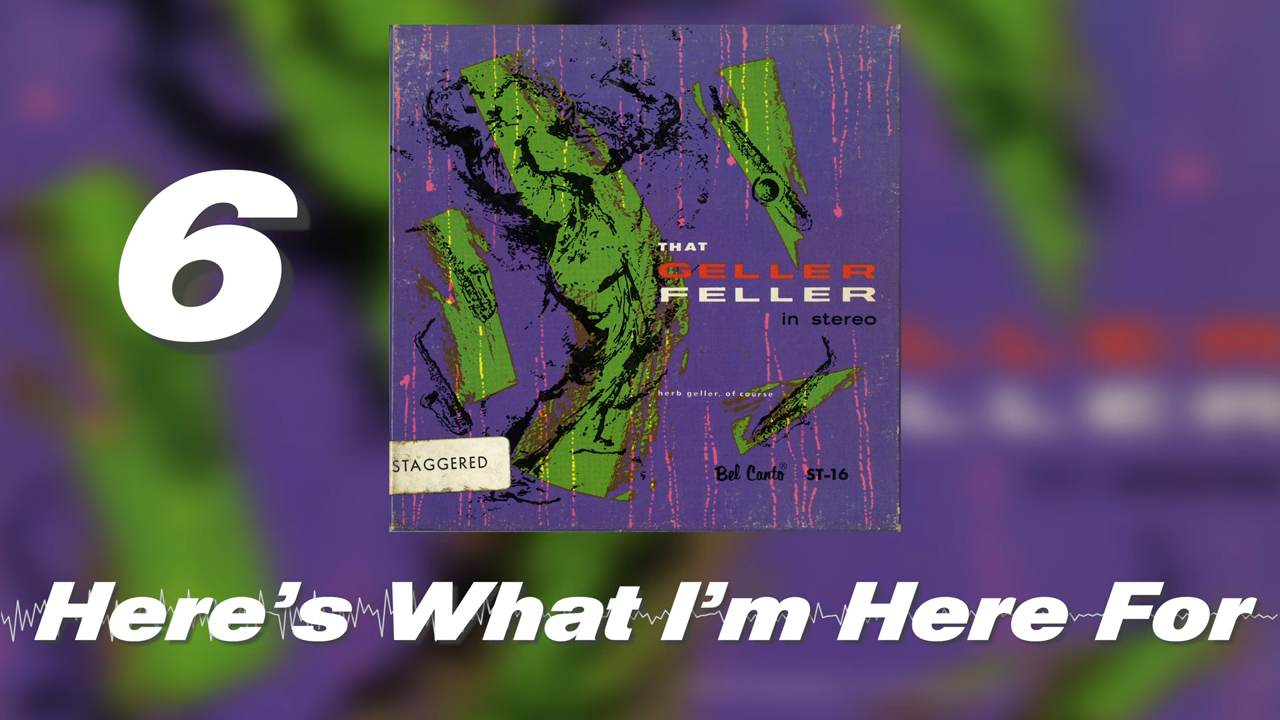 6
THAT
GELLER
FELLER
in stereo
herb geller, of course
STAGGERED
Bel Canto® ST-16
Here’s What I’m Here For